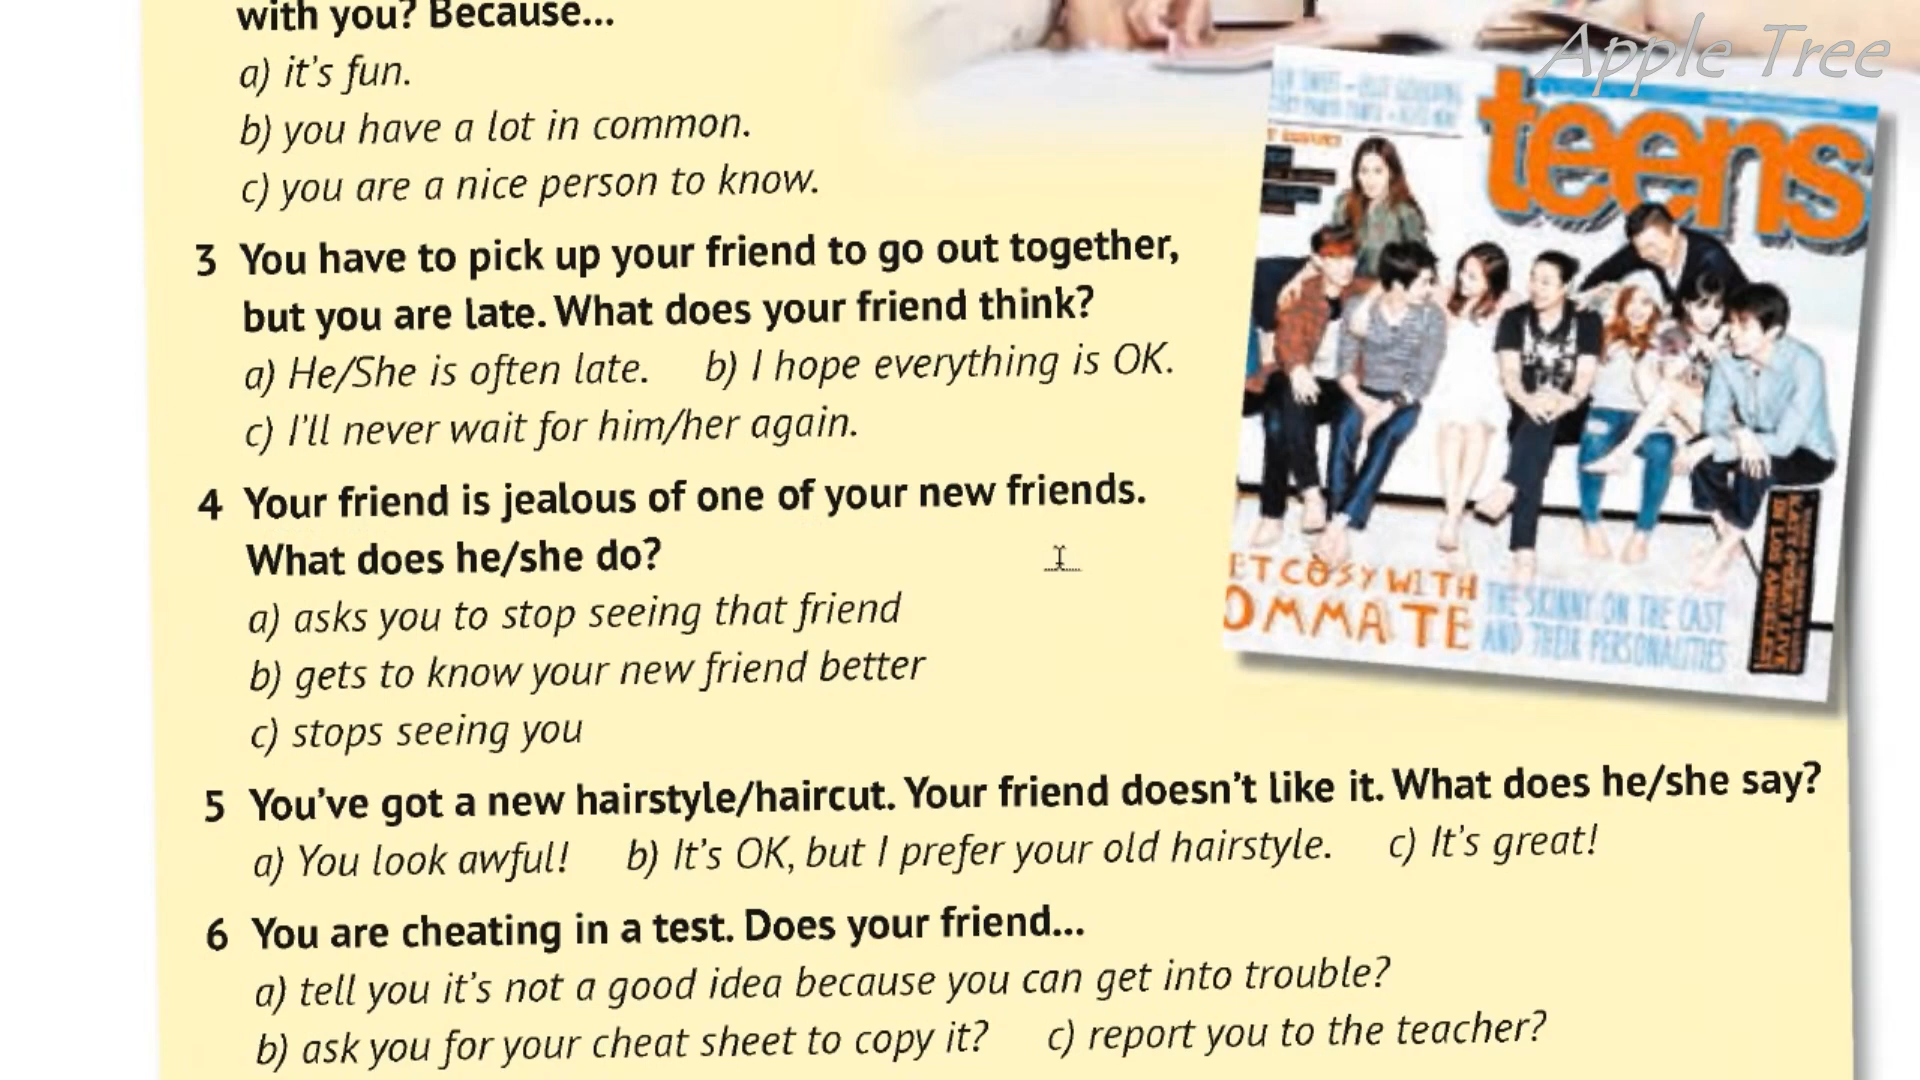 with you? Because...
a) it's fun.
b) you have a lot in common.
c) you are a nice person to know.
3 You have to pick up your friend to go out together,
but you are late. What does your friend think?
a) He/She is often late. b) I hope everything is OK.
c) I'll never wait for him/her again.
4 Your friend is jealous of one of your new friends.
What does he/she do?
a) asks you to stop seeing that friend
b) gets to know your new friend better
c) stops seeing you
5 You've got a new hairstyle/haircut. Your friend doesn't like it. What does he/she say?
a) You look awful! b) It's OK, but I prefer your old hairstyle. c) It's great!
6 You are cheating in a test. Does your friend...
a) tell you it's not a good idea because you can get into trouble?
b) ask you for your cheat sheet to copy it? c) report you to the teacher?
Apple Tree
teens
ET COSY WITH
OMMATE
THE SKINNY ON THE CAST
AND THEIR PERSONALITIES